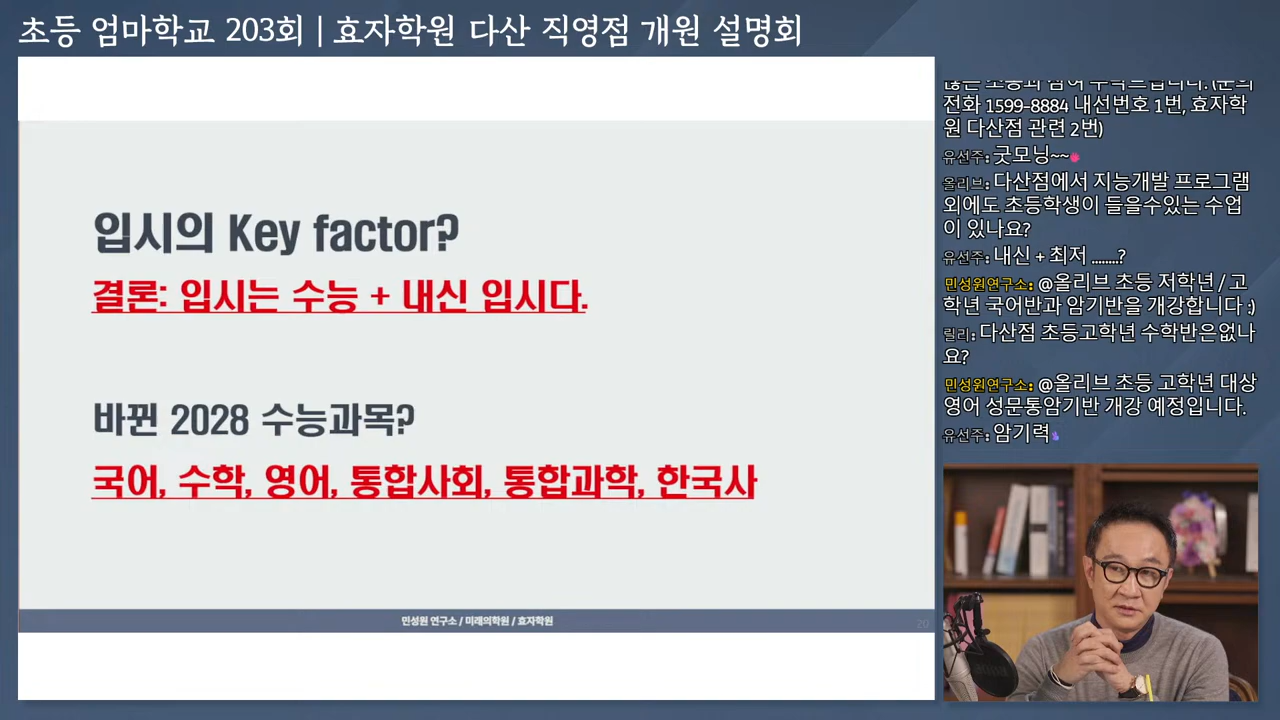 초등 엄마학교 203회 | 효자학원 다산 직영점 개원 설명회
입시의 Key factor?
결론: 입시는 수능 + 내신 입시다.
바뀐 2028 수능과목?
국어, 수학, 영어, 통합사회, 통합과학, 한국사
민성원 연구소 / 미래의학원 / 효자학원
20
전화 1599-8884 내선번호 1번, 효자학
원 다산점 관련 2번)
유선주: 굿모닝~~
올리브: 다산점에서 지능개발 프로그램
외에도 초등학생이 들을수있는 수업
이 있나요?
유선주: 내신 + 최저 ........?
민성원연구소: @올리브 초등 저학년 / 고
학년 국어반과 암기반을 개강합니다 :)
릴리: 다산점 초등고학년 수학반은없나
요?
민성원연구소: @올리브 초등 고학년 대상
영어 성문통암기반 개강 예정입니다.
유선주: 암기력